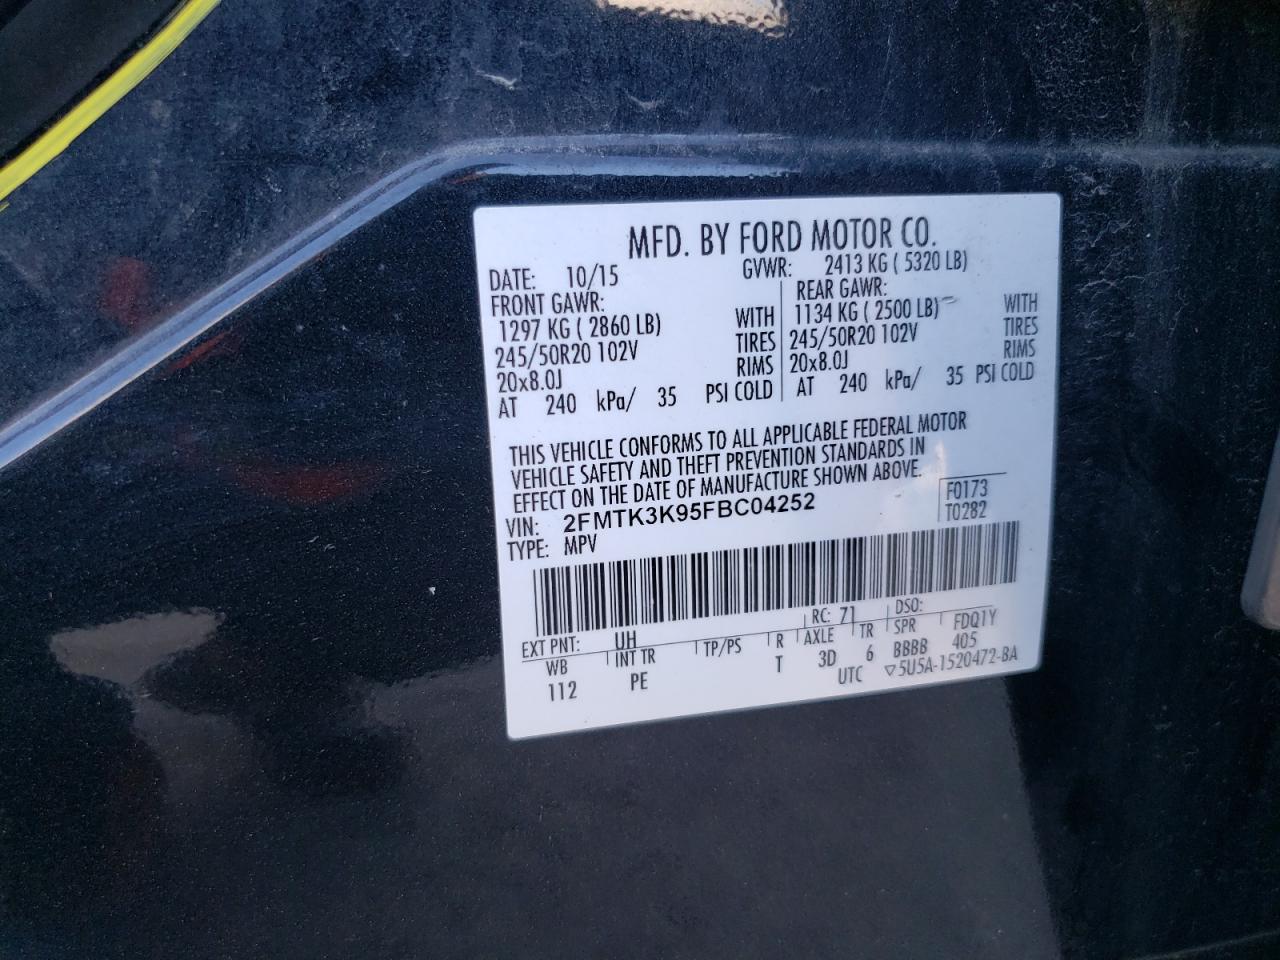 MFD. BY FORD MOTOR CO.
DATE: 10/15 GVWR: 2413 KG ( 5320 LB)
FRONT GAWR: REAR GAWR:
1297 KG ( 2860 LB) WITH 1134 KG ( 2500 LB) WITH
245/50R20 102V TIRES 245/50R20 102V TIRES
20x8.0J RIMS 20x8.0J RIMS
AT 240 kPa/ 35 PSI COLD AT 240 kPa/ 35 PSI COLD
THIS VEHICLE CONFORMS TO ALL APPLICABLE FEDERAL MOTOR
VEHICLE SAFETY AND THEFT PREVENTION STANDARDS IN
EFFECT ON THE DATE OF MANUFACTURE SHOWN ABOVE.
VIN: 2FMTK3K95FBC04252 F0173
TYPE: MPV T0282
EXT PNT: UH RC: 71 DSO:
WB INT TR TP/PS R AXLE TR SPR FDQ1Y
112 PE T 3D 6 BBBB 405
UTC ▽5U5A-1520472-BA